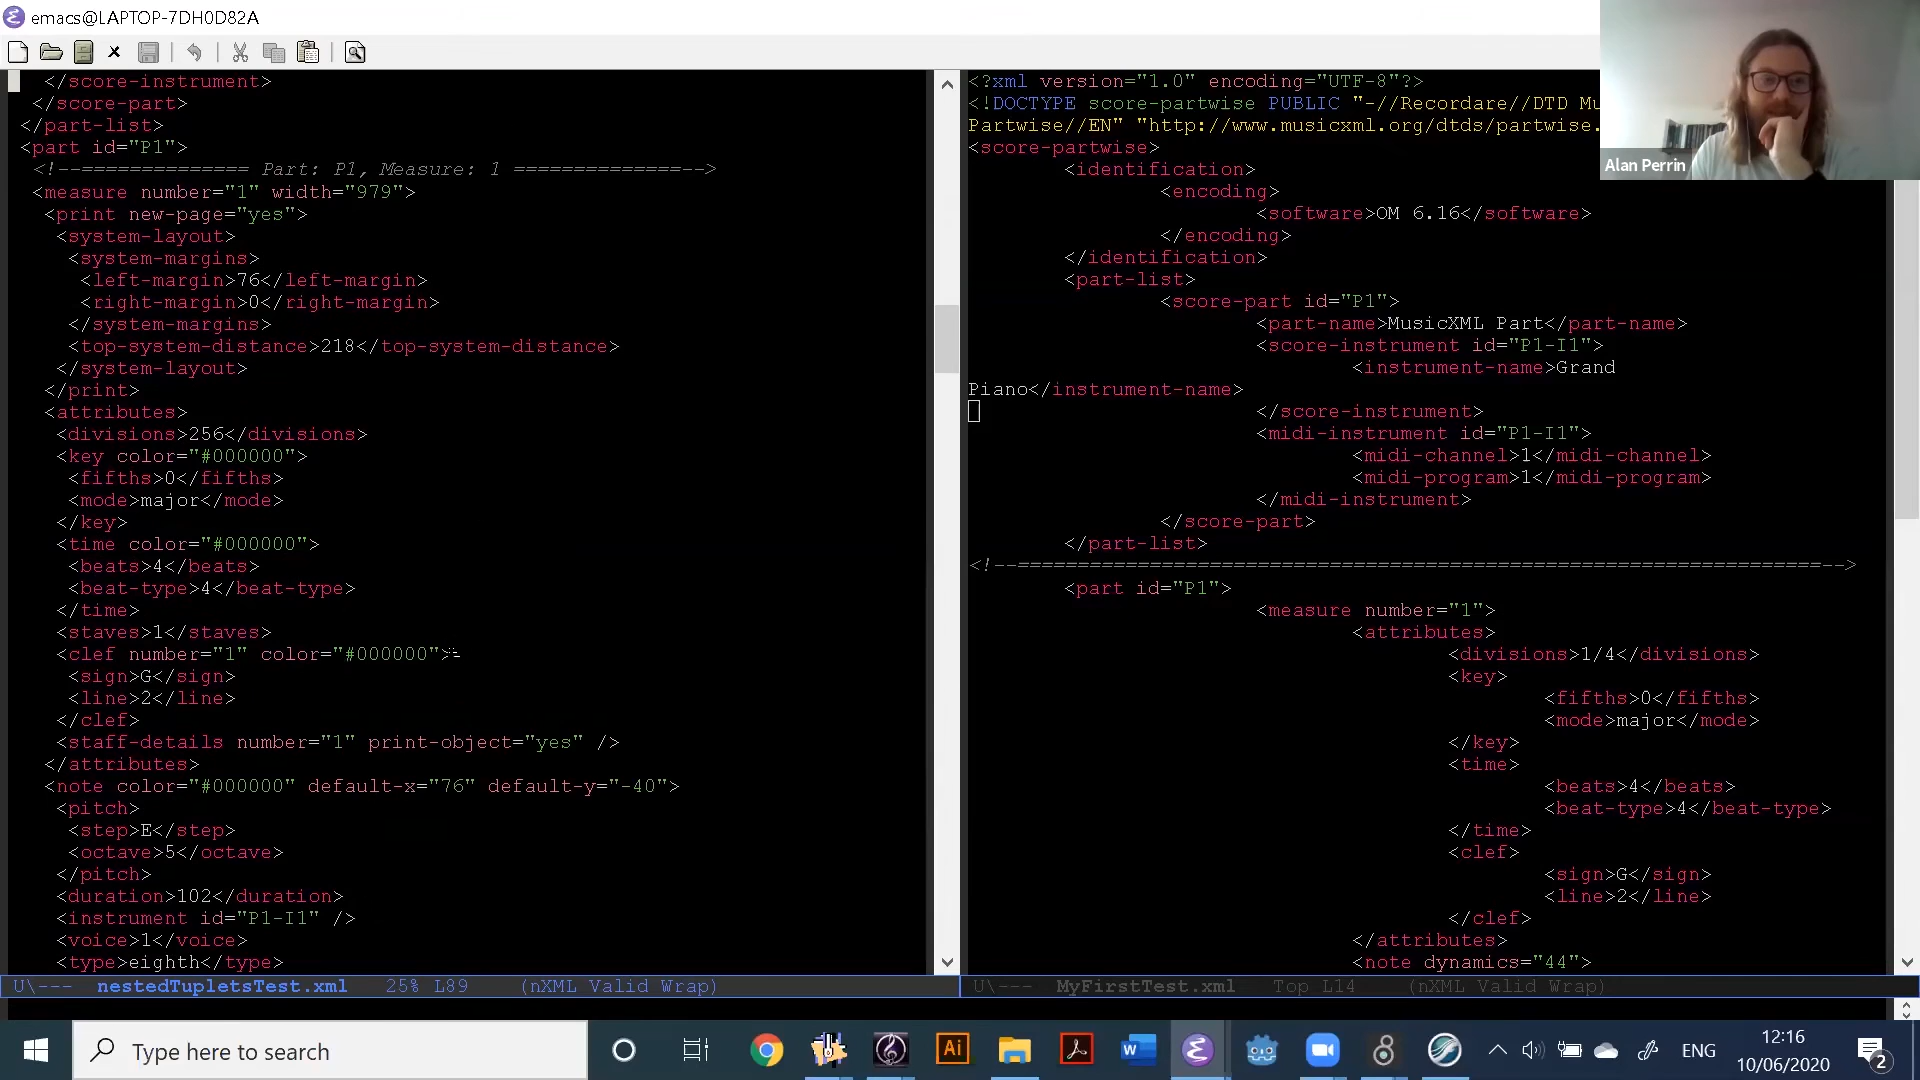 emacs@LAPTOP-7DH0D82A
</score-instrument>
</score-part>
</part-list>
<part id="P1">
<!--============== Part: P1, Measure: 1 ==============-->
<measure number="1" width="979">
<print new-page="yes">
<system-layout>
<system-margins>
<left-margin>76</left-margin>
<right-margin>0</right-margin>
</system-margins>
<top-system-distance>218</top-system-distance>
</system-layout>
</print>
<attributes>
<divisions>256</divisions>
<key color="#000000">
<fifths>0</fifths>
<mode>major</mode>
</key>
<time color="#000000">
<beats>4</beats>
<beat-type>4</beat-type>
</time>
<staves>1</staves>
<clef number="1" color="#000000">
<sign>G</sign>
<line>2</line>
</clef>
<staff-details number="1" print-object="yes" />
</attributes>
<note color="#000000" default-x="76" default-y="-40">
<pitch>
<step>E</step>
<octave>5</octave>
</pitch>
<duration>102</duration>
<instrument id="P1-I1" />
<voice>1</voice>
<type>eighth</type>
U\--- nestedTupletsTest.xml 25% L89 (nXML Valid Wrap)
<?xml version="1.0" encoding="UTF-8"?>
<!DOCTYPE score-partwise PUBLIC "-//Recordare//DTD Mu
Partwise//EN" "http://www.musicxml.org/dtds/partwise.
<score-partwise>
<identification>
<encoding>
<software>OM 6.16</software>
</encoding>
</identification>
<part-list>
<score-part id="P1">
<part-name>MusicXML Part</part-name>
<score-instrument id="P1-I1">
<instrument-name>Grand
Piano</instrument-name>
</score-instrument>
<midi-instrument id="P1-I1">
<midi-channel>1</midi-channel>
<midi-program>1</midi-program>
</midi-instrument>
</score-part>
</part-list>
<!--===================================================================-->
<part id="P1">
<measure number="1">
<attributes>
<divisions>1/4</divisions>
<key>
<fifths>0</fifths>
<mode>major</mode>
</key>
<time>
<beats>4</beats>
<beat-type>4</beat-type>
</time>
<clef>
<sign>G</sign>
<line>2</line>
</clef>
</attributes>
<note dynamics="44">
U\--- MyFirstTest.xml Top L14 (nXML Valid Wrap)
Alan Perrin
Type here to search
Ai
W
ENG
12:16
10/06/2020
2